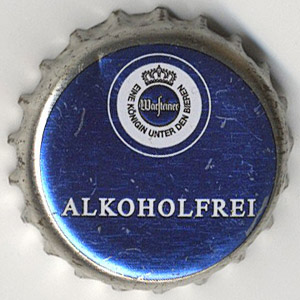 EINE KÖNIGIN UNTER DEN BIEREN
Warsteiner
ALKOHOLFREI